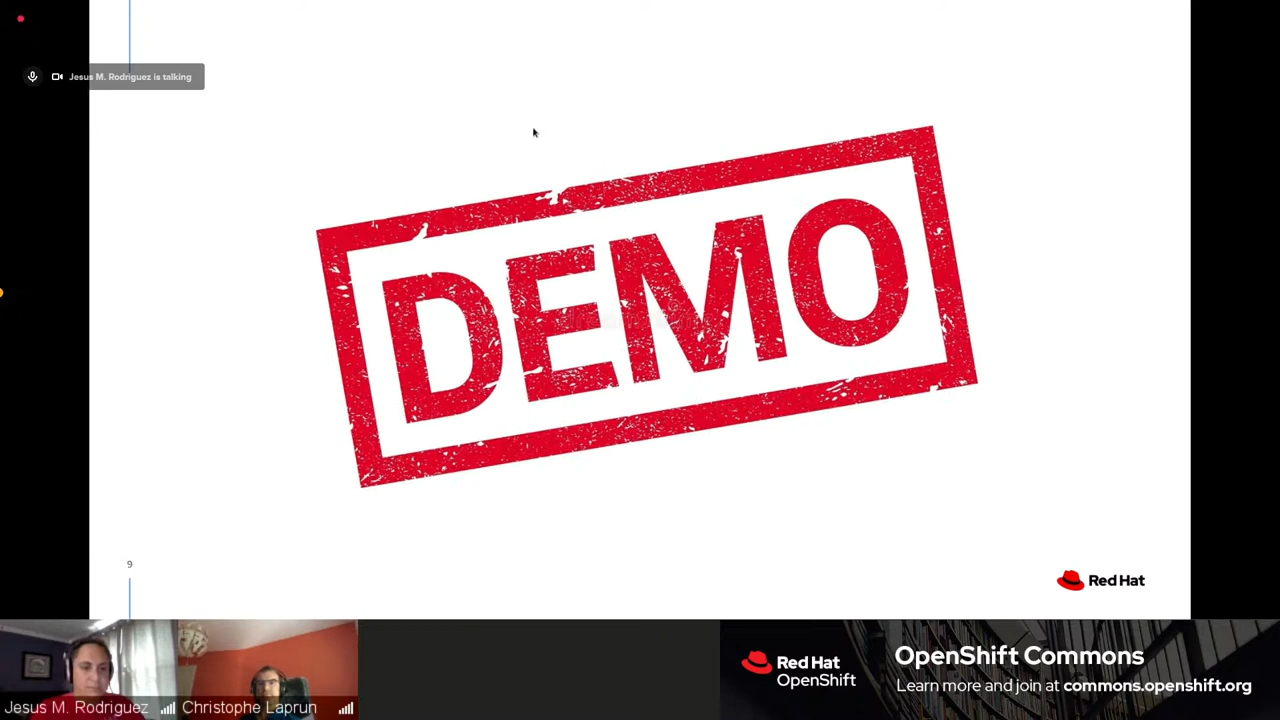 Jesus M. Rodriguez is talking
DEMO
9
Red Hat
Jesus M. Rodriguez
Christophe Laprun
Red Hat
OpenShift
OpenShift Commons
Learn more and join at commons.openshift.org